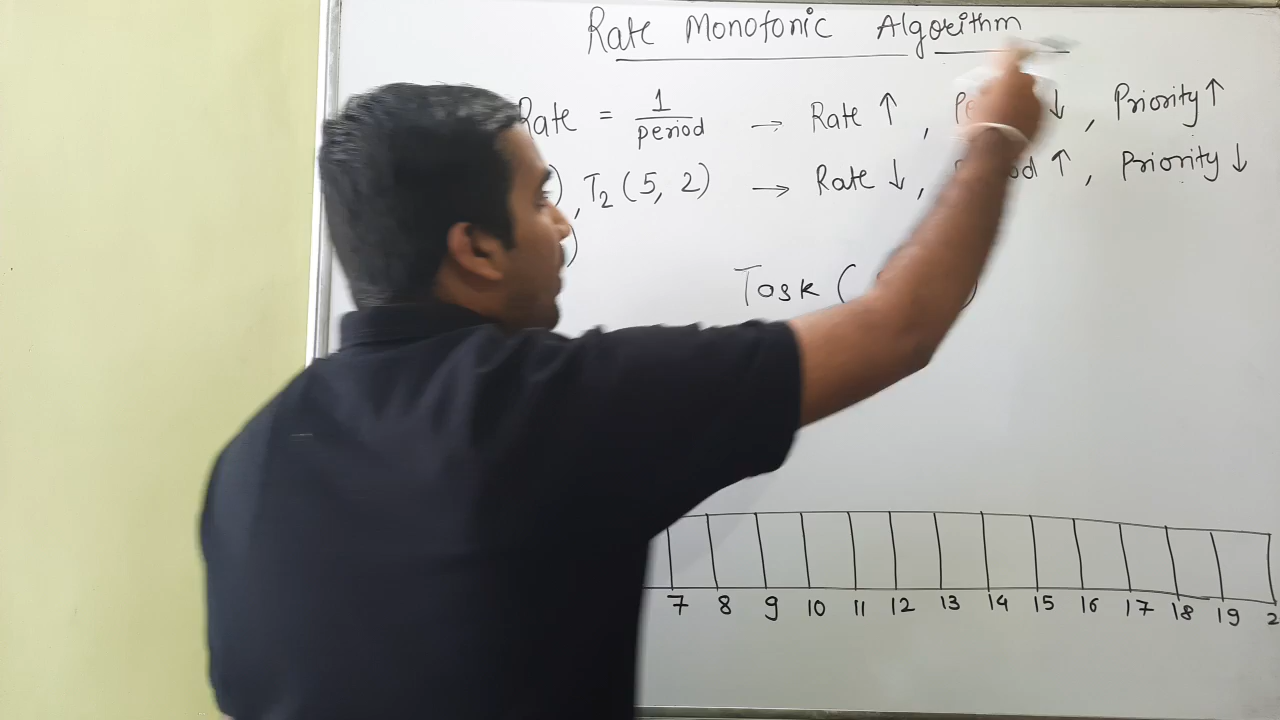 Rate Monotonic Algorithm
Rate = 1/period → Rate ↑, ↓, Priority ↑
), T2 (5, 2) → Rate ↓, ↑, Priority ↓
)
Task ( )
7 8 9 10 11 12 13 14 15 16 17 18 19 2